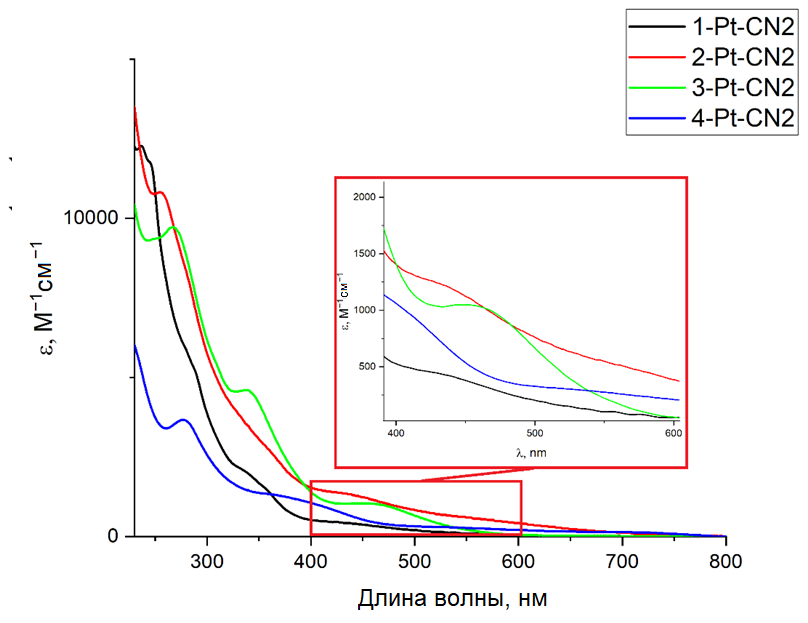 1-Pt-CN2
2-Pt-CN2
3-Pt-CN2
4-Pt-CN2
ε, M⁻¹см⁻¹
10000
0
300
400
500
600
700
800
Длина волны, нм
ε, M⁻¹см⁻¹
2000
1500
1000
500
400
500
600
λ, nm